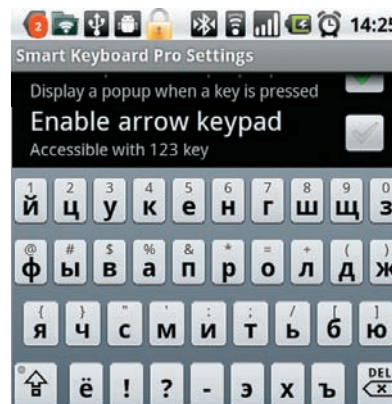 2 14:25
Smart Keyboard Pro Settings
Display a popup when a key is pressed
Enable arrow keypad
Accessible with 123 key
1 2 3 4 5 6 7 8 9 0
й ц у к е н г ш щ з
@ # $ % & * = + ( )
ф ы в а п р о л д ж
{ } " ' : ; / [ ]
я ч с м и т ь б ю
DEL
ё ! ? - э х ъ